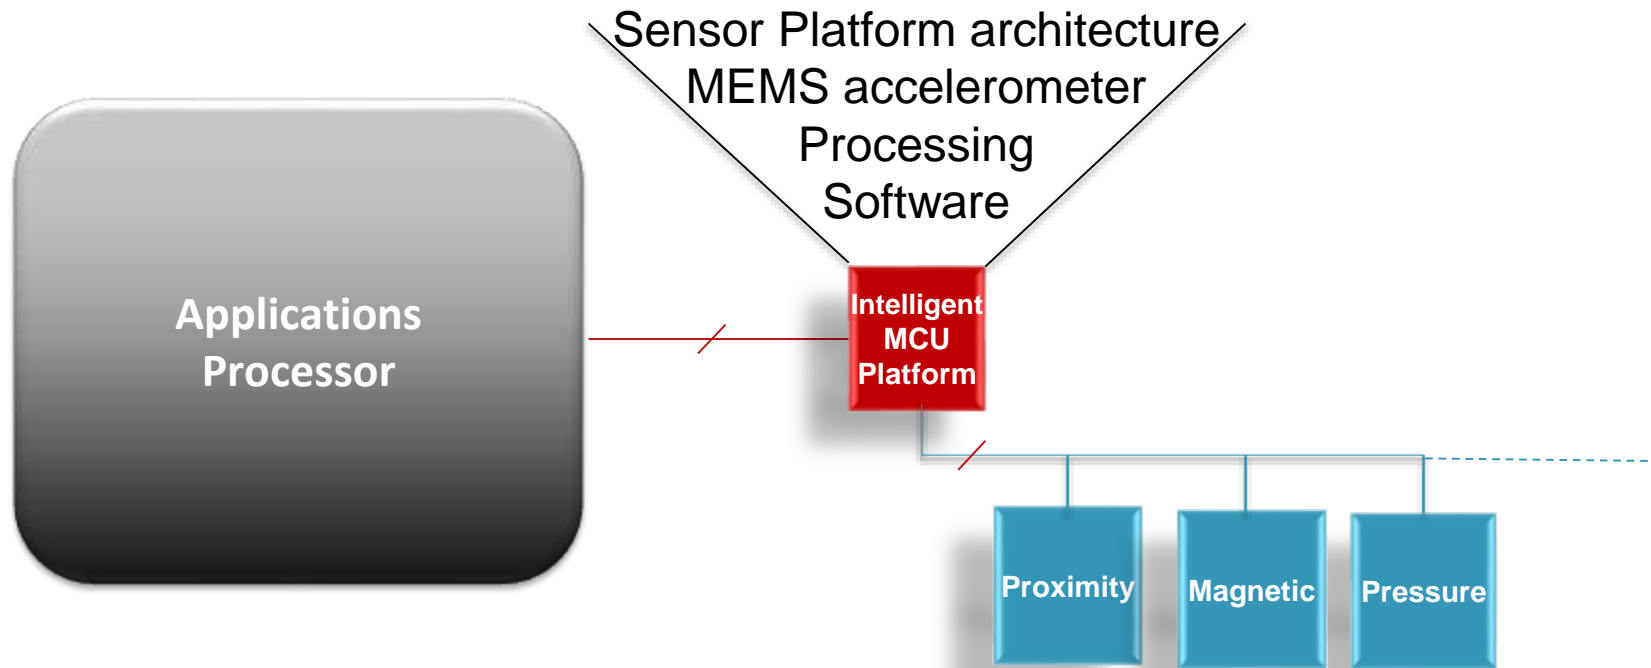 Sensor Platform architecture
MEMS accelerometer
Processing
Software
Applications
Processor
Intelligent
MCU
Platform
Proximity
Magnetic
Pressure